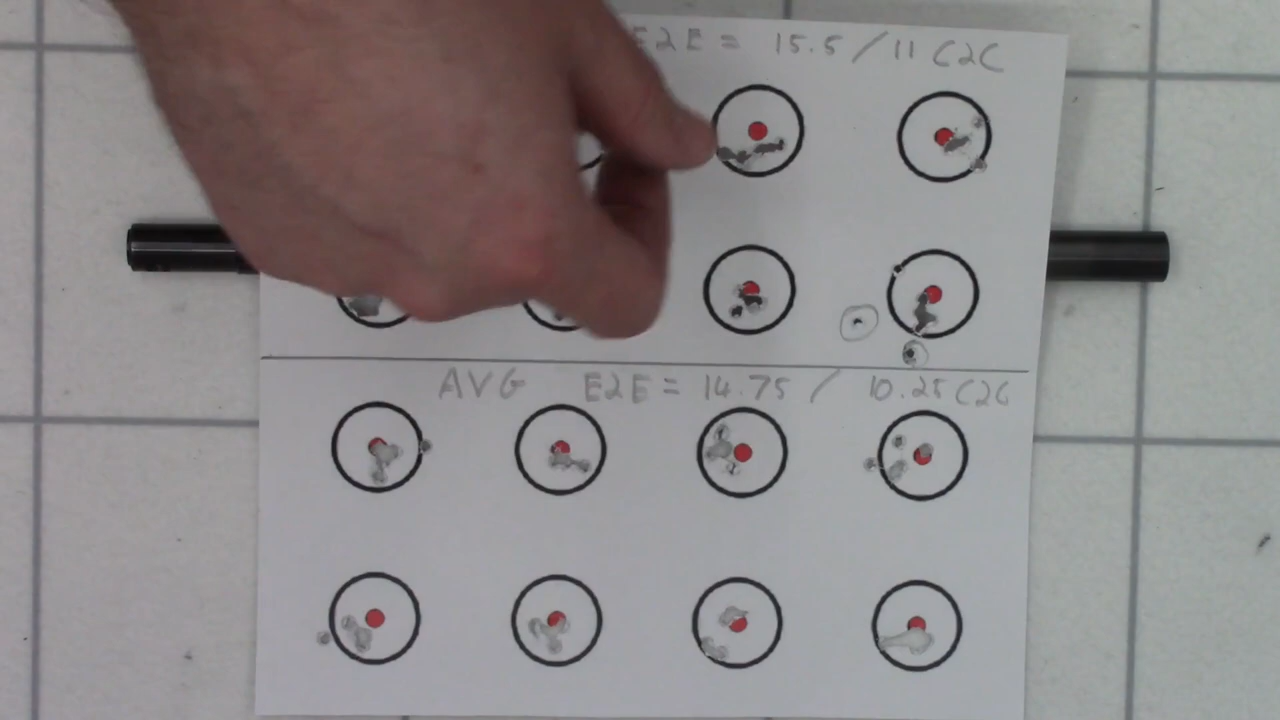 E2E = 15.5 / 11 C2C
AVG E2E = 14.75 / 10.25 C2C